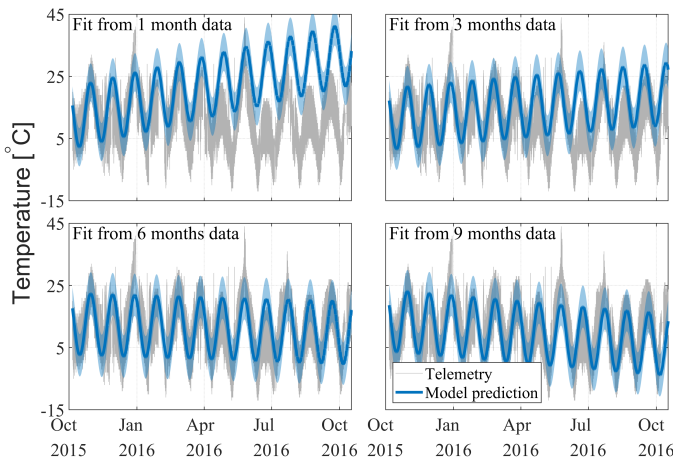 Fit from 1 month data
Fit from 3 months data
45
25
5
-15
Temperature [°C]
Fit from 6 months data
Fit from 9 months data
45
25
5
-15
Telemetry
Model prediction
Oct Jan Apr Jul Oct Oct Jan Apr Jul Oct
2015 2016 2016 2016 2016 2015 2016 2016 2016 2016